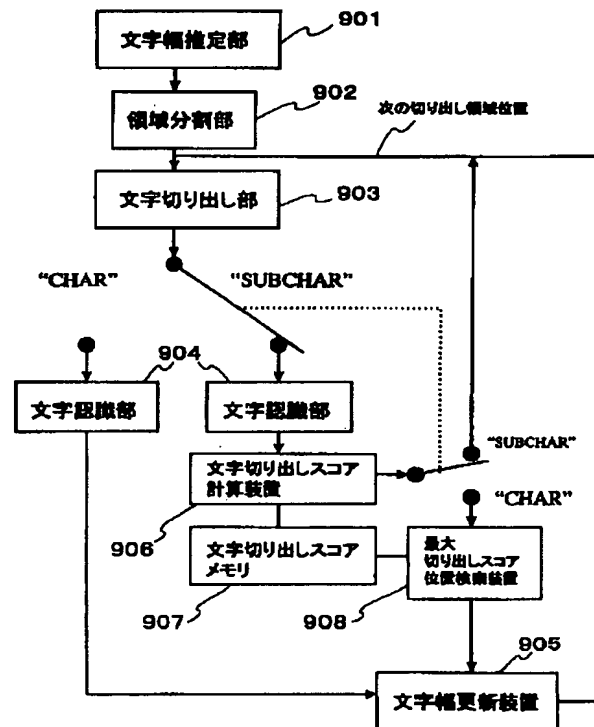 901
文字幅推定部
902
領域分割部
次の切り出し領域位置
903
文字切り出し部
“CHAR”
“SUBCHAR”
904
文字認識部
文字認識部
“SUBCHAR”
“CHAR”
文字切り出しスコア
計算装置
906
文字切り出しスコア
メモリ
907
最大
切り出しスコア
位置検索装置
908
905
文字幅更新装置